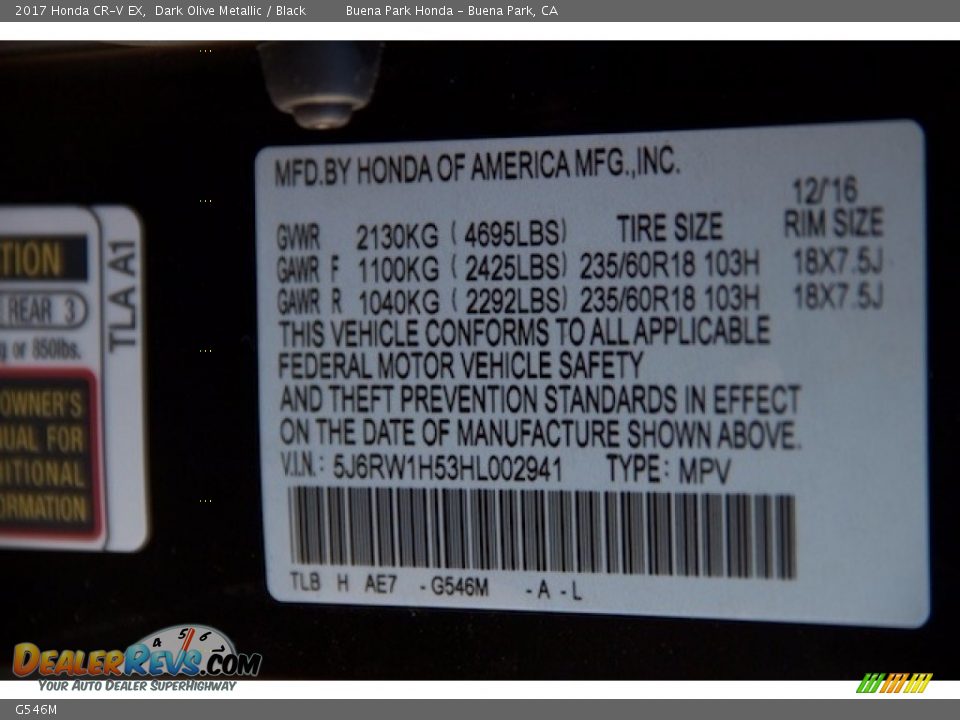 2017 Honda CR-V EX, Dark Olive Metallic / Black Buena Park Honda - Buena Park, CA
MFD.BY HONDA OF AMERICA MFG.,INC.
12/16
GVWR 2130KG ( 4695LBS) TIRE SIZE RIM SIZE
GAWR F 1100KG ( 2425LBS) 235/60R18 103H 18X7.5J
GAWR R 1040KG ( 2292LBS) 235/60R18 103H 18X7.5J
THIS VEHICLE CONFORMS TO ALL APPLICABLE
FEDERAL MOTOR VEHICLE SAFETY
AND THEFT PREVENTION STANDARDS IN EFFECT
ON THE DATE OF MANUFACTURE SHOWN ABOVE.
V.I.N.: 5J6RW1H53HL002941 TYPE: MPV
TLB H AE7 -G546M -A -L
TION
REAR 3
or 850lbs.
TLA A1
OWNER'S
UAL FOR
ITIONAL
ORMATION
4 5 6
DEALERREVS.COM
YOUR AUTO DEALER SUPERHIGHWAY
G546M